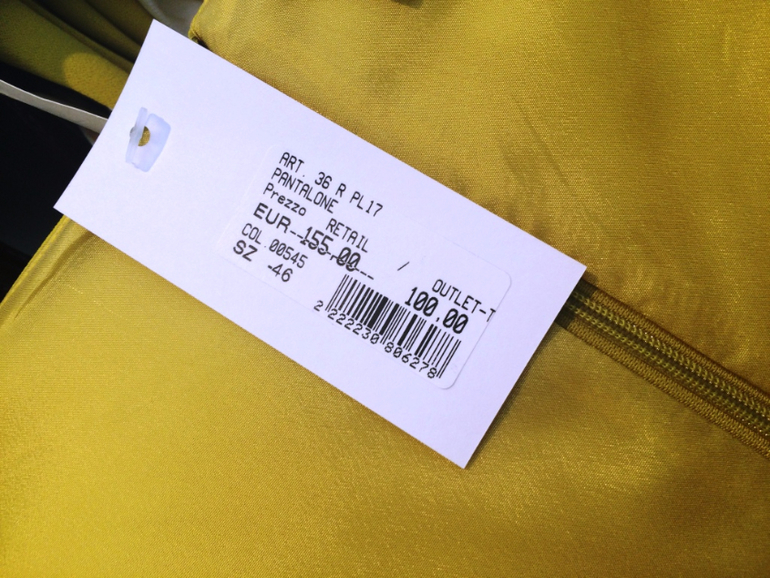 ART. 36 R PL17
PANTALONE
Prezzo RETAIL / OUTLET-T
EUR--155,00--- 100,00
COL.00545
SZ -46
2 222230 806278